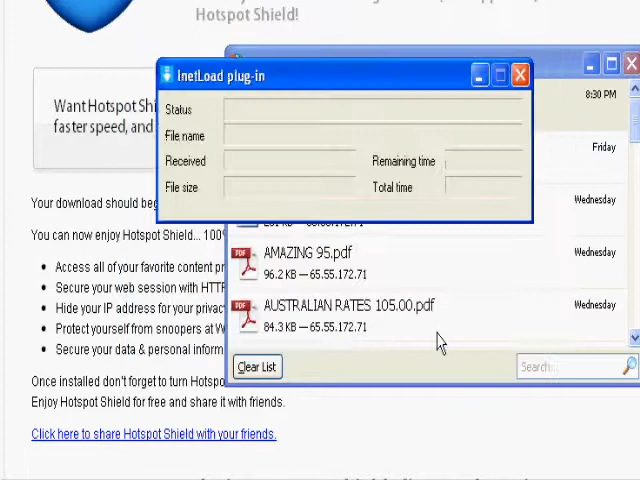 Hotspot Shield!
InetLoad plug-in
8:30 PM
Want Hotspot Shi
faster speed, and
Status
File name
Received
Remaining time
File size
Total time
Friday
Wednesday
Your download should beg
You can now enjoy Hotspot Shield... 100%
AMAZING 95.pdf
96.2 KB — 65.55.172.71
Wednesday
Access all of your favorite content pr
Secure your web session with HTTP
Hide your IP address for your privac
Protect yourself from snoopers at W
Secure your data & personal inform
AUSTRALIAN RATES 105.00.pdf
84.3 KB — 65.55.172.71
Wednesday
Clear List
Search...
Once installed don't forget to turn Hotspo
Enjoy Hotspot Shield for free and share it with friends.
Click here to share Hotspot Shield with your friends.